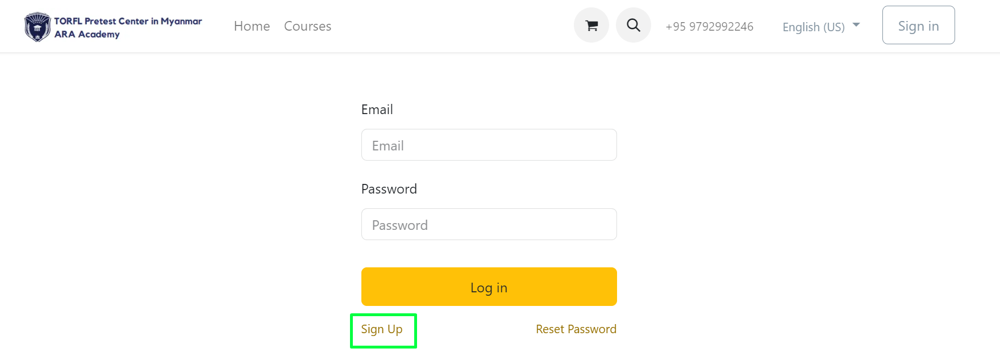 TORFL Pretest Center in Myanmar
ARA Academy
Home
Courses
+95 9792992246
English (US)
Sign in
Email
Email
Password
Password
Log in
Sign Up
Reset Password